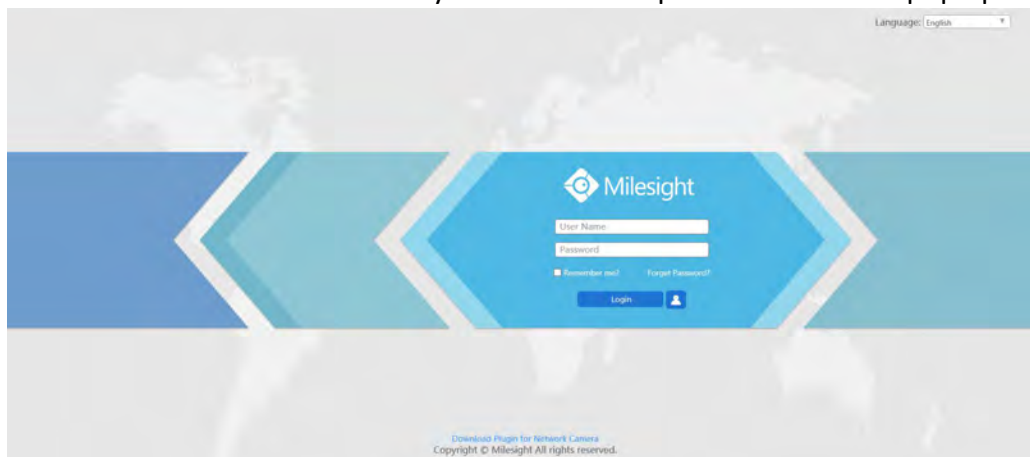 Language: English
Milesight
User Name
Password
Remember me? Forget Password?
Login
Download Plugin for Network Camera
Copyright © Milesight All rights reserved.